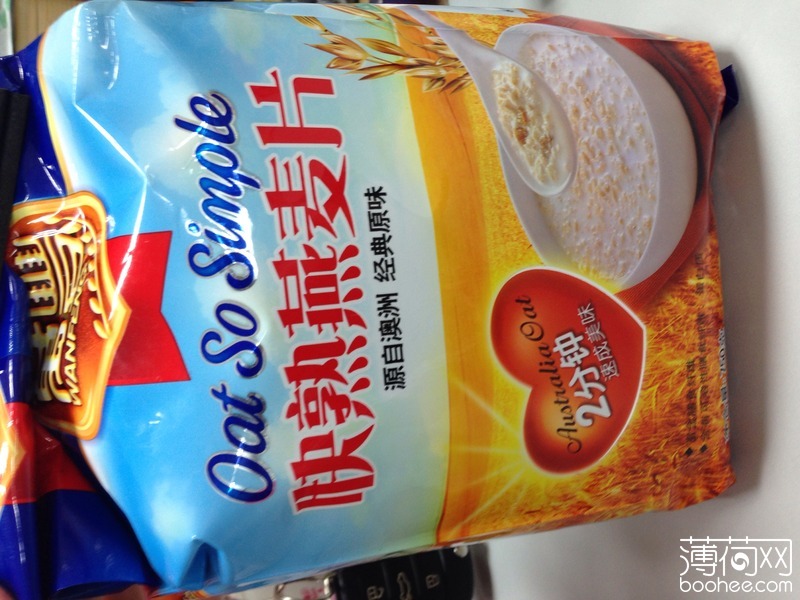 WANFENG
Oat So Simple
快熟燕麦片
源自澳洲 经典原味
Australia Oat
2分钟
速成美味
薄荷网
boohee.com